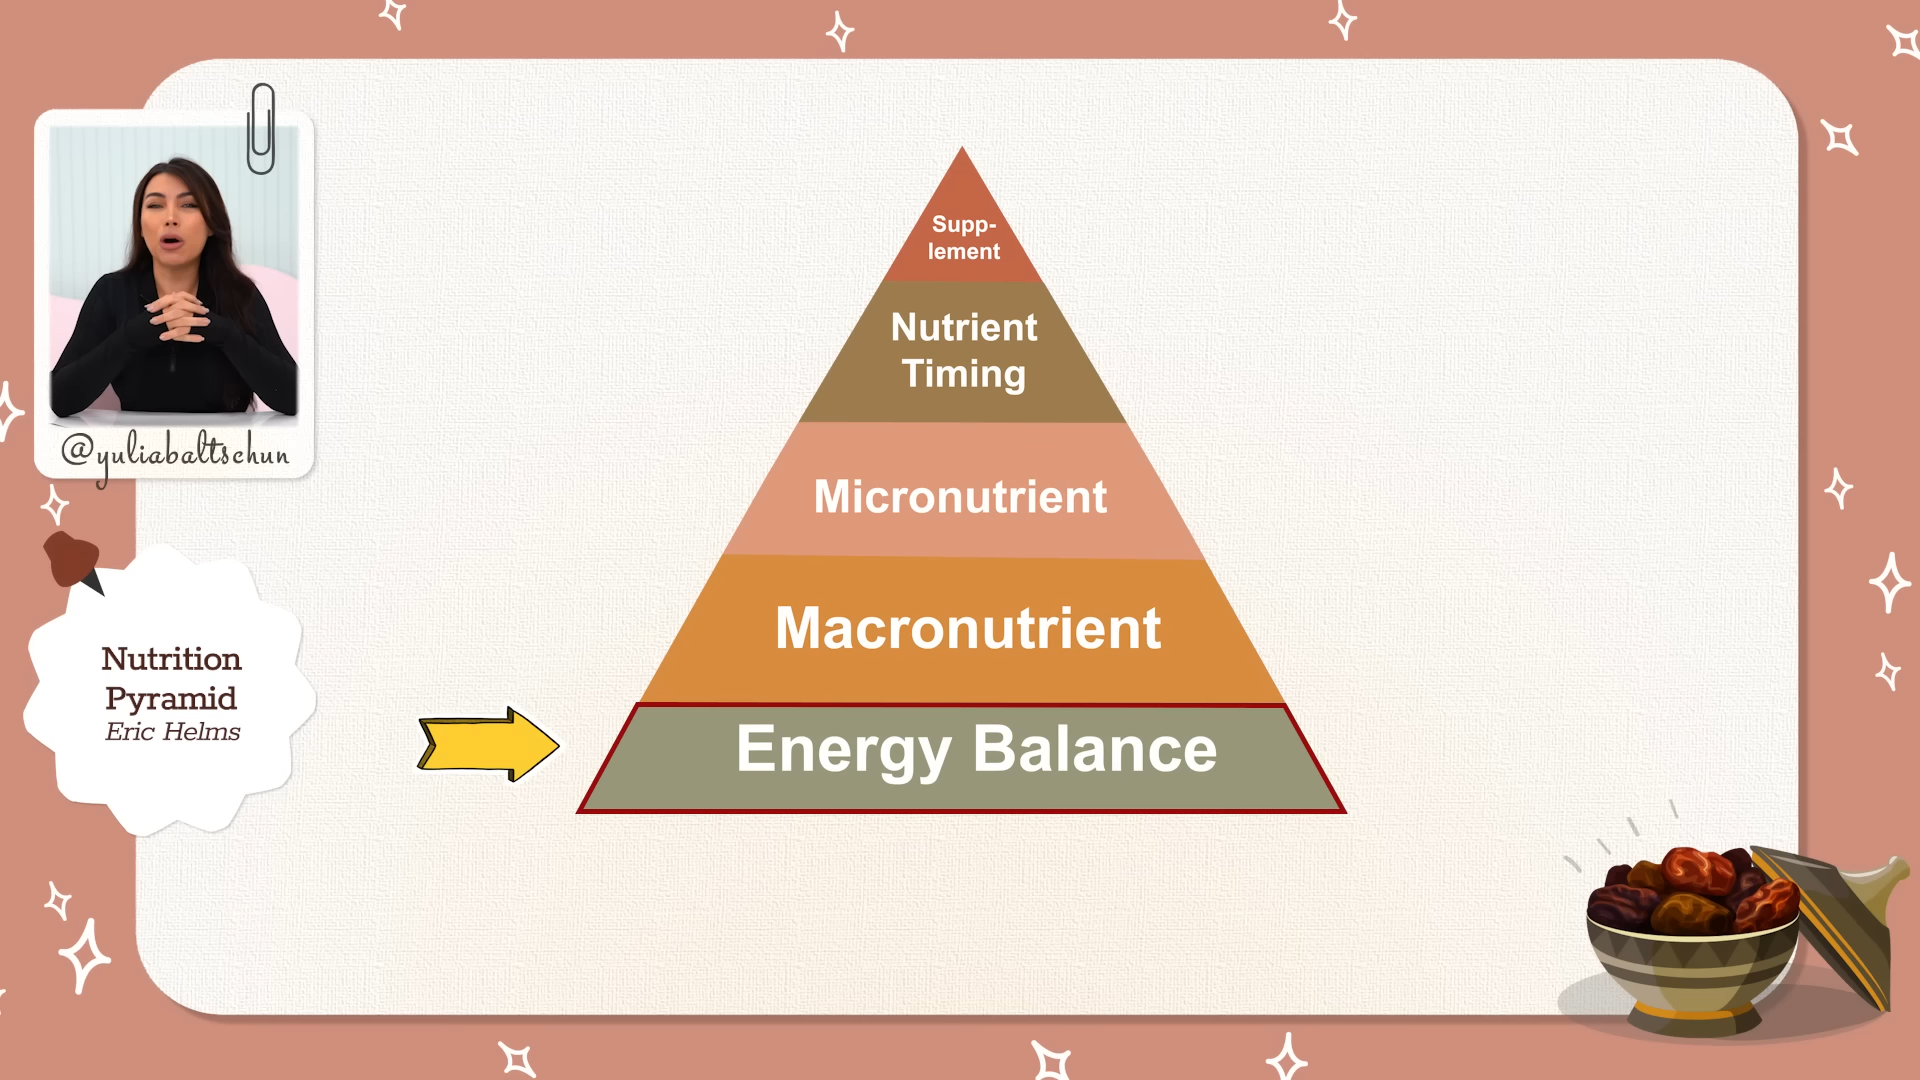 @yuliabaltschun
Nutrition
Pyramid
Eric Helms
Supp-
lement
Nutrient
Timing
Micronutrient
Macronutrient
Energy Balance